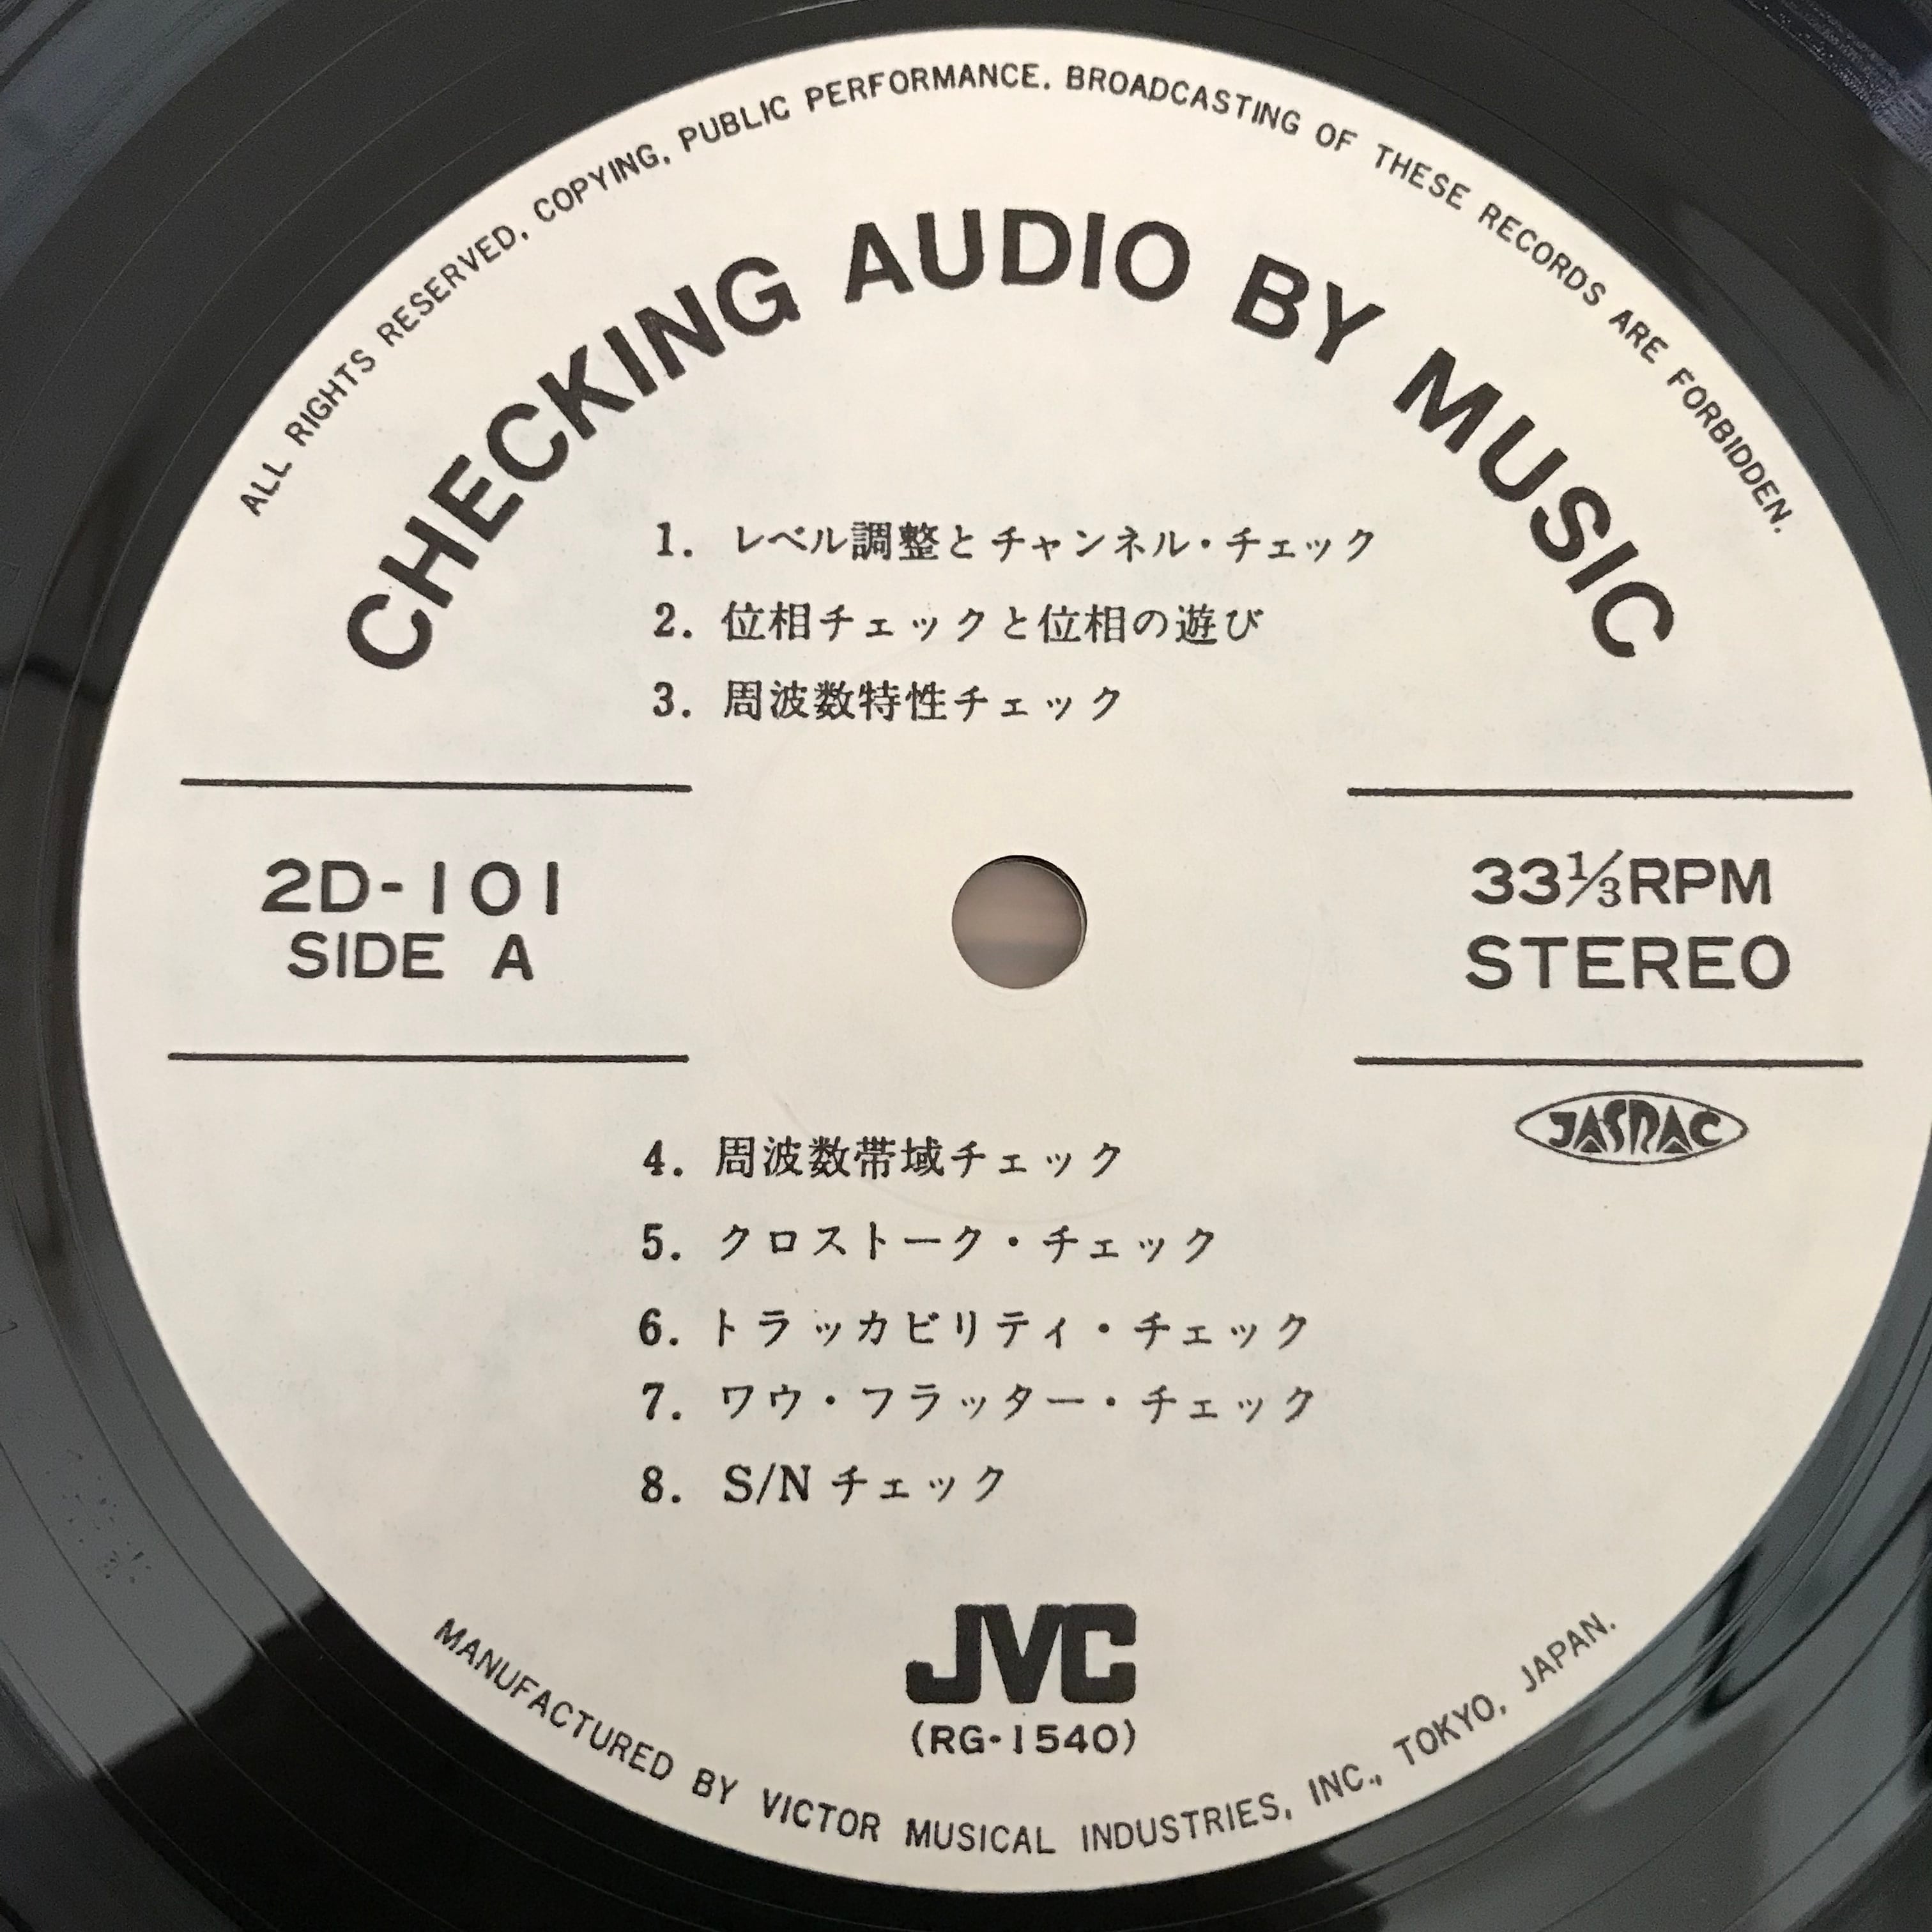 ALL RIGHTS RESERVED, COPYING, PUBLIC PERFORMANCE. BROADCASTING OF THESE RECORDS ARE FORBIDDEN.
CHECKING AUDIO BY MUSIC
1. レベル調整とチャンネル・チェック
2. 位相チェックと位相の遊び
3. 周波数特性チェック
2D-101
SIDE A
33⅓RPM
STEREO
JASRAC
4. 周波数帯域チェック
5. クロストーク・チェック
6. トラッカビリティ・チェック
7. ワウ・フラッター・チェック
8. S/N チェック
JVC
(RG-1540)
MANUFACTURED BY VICTOR MUSICAL INDUSTRIES, INC., TOKYO, JAPAN.